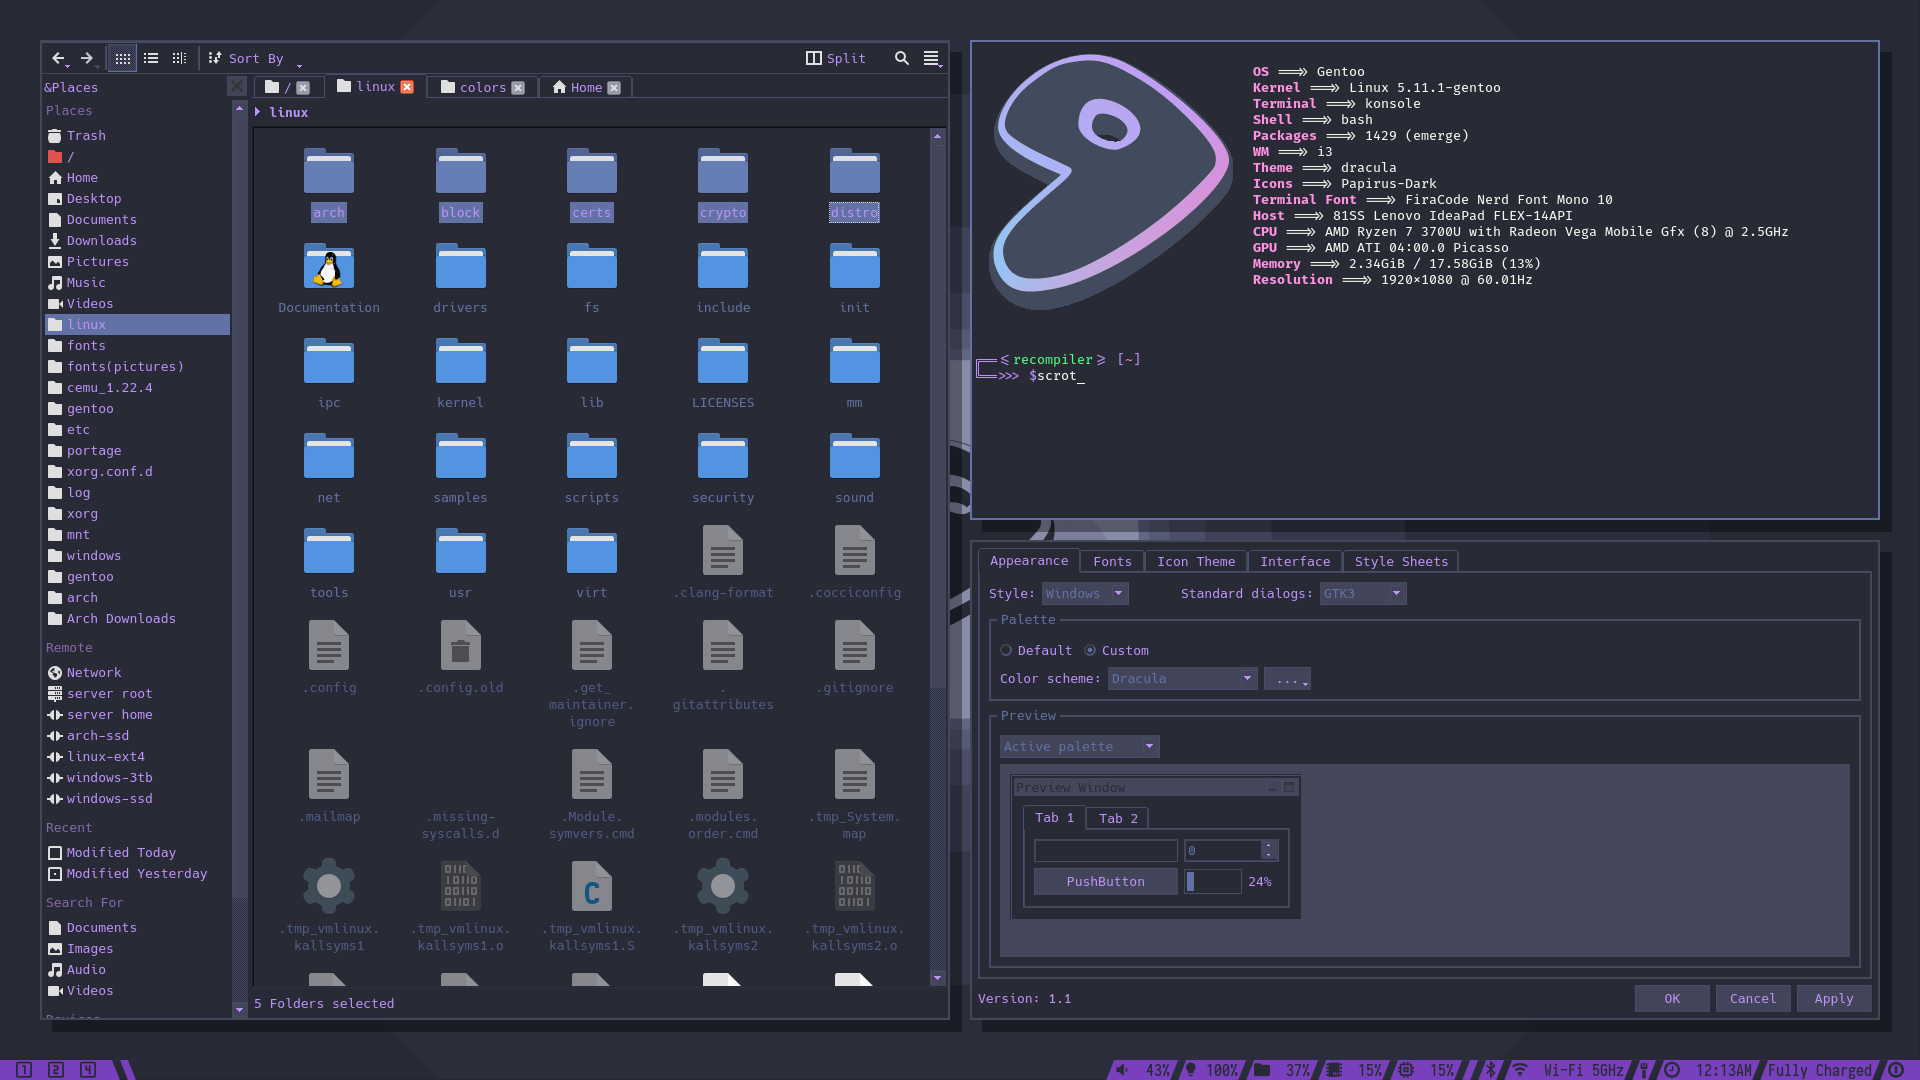 Sort By
Split
&Places
Places
Trash
/
Home
Desktop
Documents
Downloads
Pictures
Music
Videos
linux
fonts
fonts(pictures)
cemu_1.22.4
gentoo
etc
portage
xorg.conf.d
log
xorg
mnt
windows
gentoo
arch
Arch Downloads
Remote
Network
server root
server home
arch-ssd
linux-ext4
windows-3tb
windows-ssd
Recent
Modified Today
Modified Yesterday
Search For
Documents
Images
Audio
Videos
/ linux colors Home
linux
arch block certs crypto distro
Documentation drivers fs include init
ipc kernel lib LICENSES mm
net samples scripts security sound
tools usr virt .clang-format .cocciconfig
.config .config.old .get_ . .gitignore
maintainer. gitattributes
ignore
.mailmap .missing- .Module. .modules. .tmp_System.
syscalls.d symvers.cmd order.cmd map
.tmp_vmlinux. .tmp_vmlinux. .tmp_vmlinux. .tmp_vmlinux. .tmp_vmlinux.
kallsyms1 kallsyms1.o kallsyms1.S kallsyms2 kallsyms2.o
5 Folders selected
OS ==>> Gentoo
Kernel ==>> Linux 5.11.1-gentoo
Terminal ==>> konsole
Shell ==>> bash
Packages ==>> 1429 (emerge)
WM ==>> i3
Theme ==>> dracula
Icons ==>> Papirus-Dark
Terminal Font ==>> FiraCode Nerd Font Mono 10
Host ==>> 81SS Lenovo IdeaPad FLEX-14API
CPU ==>> AMD Ryzen 7 3700U with Radeon Vega Mobile Gfx (8) @ 2.5GHz
GPU ==>> AMD ATI 04:00.0 Picasso
Memory ==>> 2.34GiB / 17.58GiB (13%)
Resolution ==>> 1920×1080 @ 60.01Hz
╔══≤recompiler≥ [~]
╚══>>> $scrot_
Appearance Fonts Icon Theme Interface Style Sheets
Style: Windows Standard dialogs: GTK3
Palette
Default Custom
Color scheme: Dracula ...
Preview
Active palette
Preview Window
Tab 1 Tab 2
0
PushButton 24%
Version: 1.1 OK Cancel Apply
1 2 4 43% 100% 37% 15% 15% Wi-Fi 5GHz 12:13AM Fully Charged